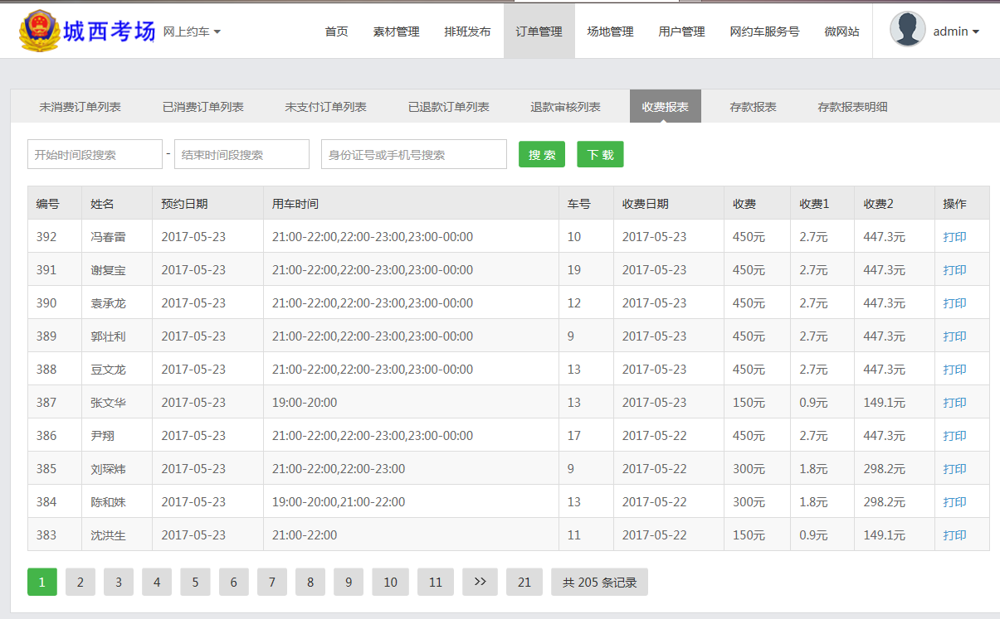 城西考场 网上约车 首页 素材管理 排班发布 订单管理 场地管理 用户管理 网约车服务号 微网站 admin
未消费订单列表 已消费订单列表 未支付订单列表 已退款订单列表 退款审核列表 收费报表 存款报表 存款报表明细
开始时间段搜索 - 结束时间段搜索 身份证号或手机号搜索 搜 索 下 载
编号 姓名 预约日期 用车时间 车号 收费日期 收费 收费1 收费2 操作
392 冯春雷 2017-05-23 21:00-22:00,22:00-23:00,23:00-00:00 10 2017-05-23 450元 2.7元 447.3元 打印
391 谢复宝 2017-05-23 21:00-22:00,22:00-23:00,23:00-00:00 19 2017-05-23 450元 2.7元 447.3元 打印
390 袁承龙 2017-05-23 21:00-22:00,22:00-23:00,23:00-00:00 12 2017-05-23 450元 2.7元 447.3元 打印
389 郭壮利 2017-05-23 21:00-22:00,22:00-23:00,23:00-00:00 9 2017-05-23 450元 2.7元 447.3元 打印
388 豆文龙 2017-05-23 21:00-22:00,22:00-23:00,23:00-00:00 13 2017-05-23 450元 2.7元 447.3元 打印
387 张文华 2017-05-23 19:00-20:00 13 2017-05-23 150元 0.9元 149.1元 打印
386 尹翔 2017-05-23 21:00-22:00,22:00-23:00,23:00-00:00 17 2017-05-22 450元 2.7元 447.3元 打印
385 刘琛炜 2017-05-23 21:00-22:00,22:00-23:00 9 2017-05-22 300元 1.8元 298.2元 打印
384 陈和姝 2017-05-23 19:00-20:00,21:00-22:00 13 2017-05-22 300元 1.8元 298.2元 打印
383 沈洪生 2017-05-23 21:00-22:00 11 2017-05-22 150元 0.9元 149.1元 打印
1 2 3 4 5 6 7 8 9 10 11 >> 21 共 205 条记录